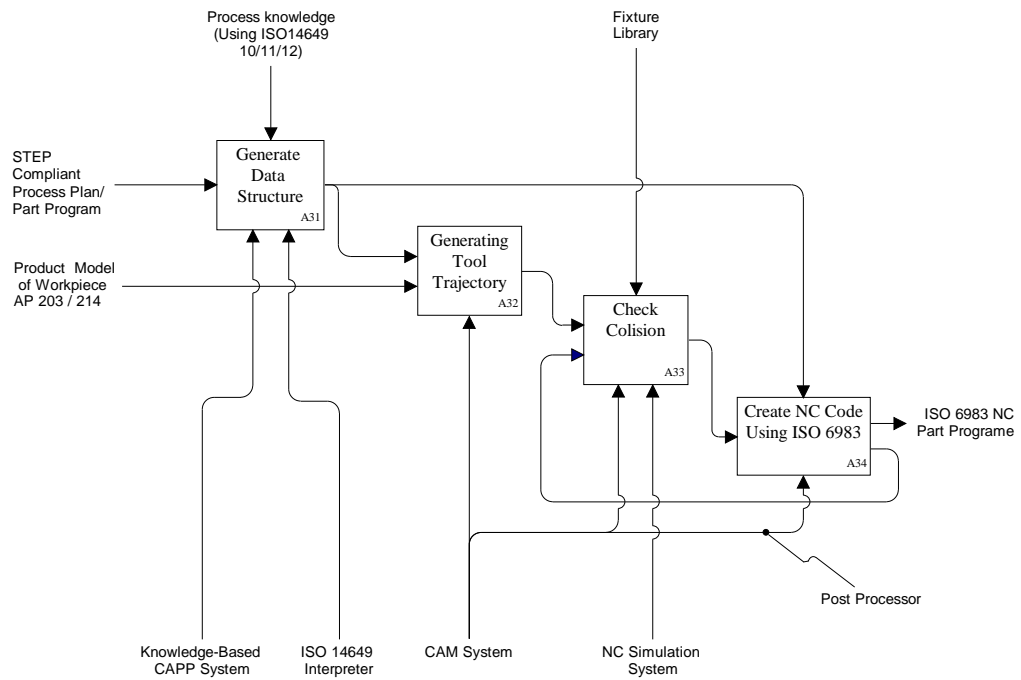 Process knowledge
(Using ISO14649
10/11/12)
Fixture
Library
STEP
Compliant
Process Plan/
Part Program
Generate
Data
Structure
A31
Product Model
of Workpiece
AP 203 / 214
Generating
Tool
Trajectory
A32
Check
Colision
A33
Create NC Code
Using ISO 6983
A34
ISO 6983 NC
Part Programe
Post Processor
Knowledge-Based
CAPP System
ISO 14649
Interpreter
CAM System
NC Simulation
System